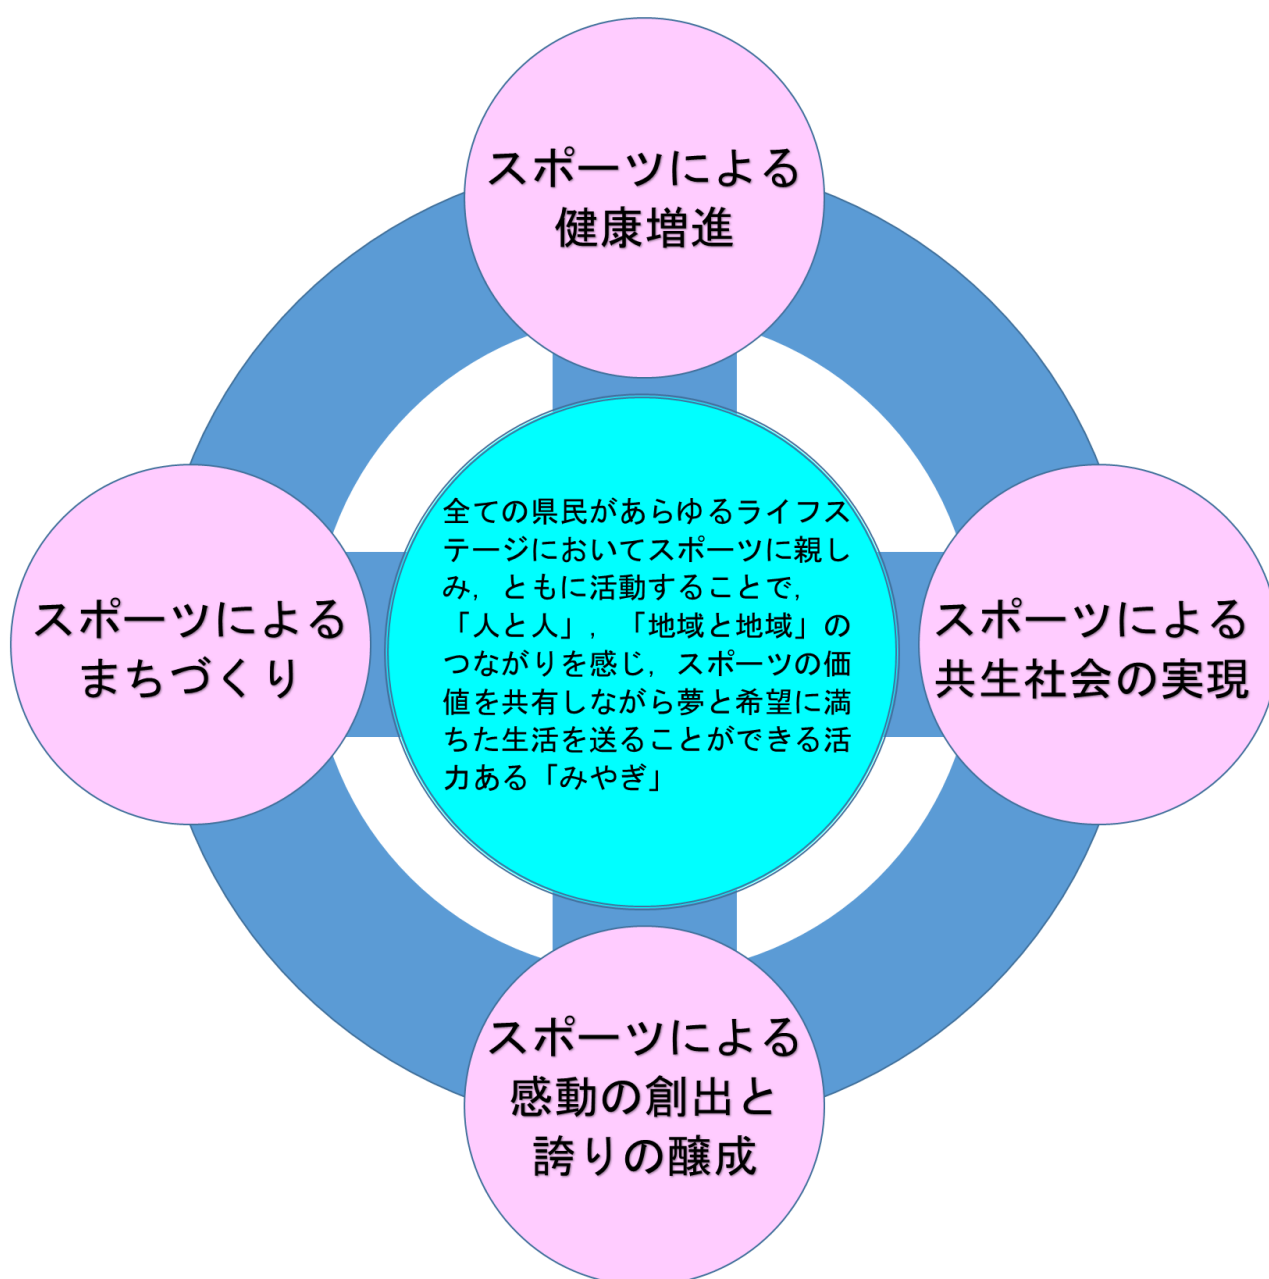 スポーツによる
健康増進
スポーツによる
まちづくり
全ての県民があらゆるライフス
テージにおいてスポーツに親し
み，ともに活動することで，
「人と人」，「地域と地域」の
つながりを感じ，スポーツの価
値を共有しながら夢と希望に満
ちた生活を送ることができる活
力ある「みやぎ」
スポーツによる
共生社会の実現
スポーツによる
感動の創出と
誇りの醸成